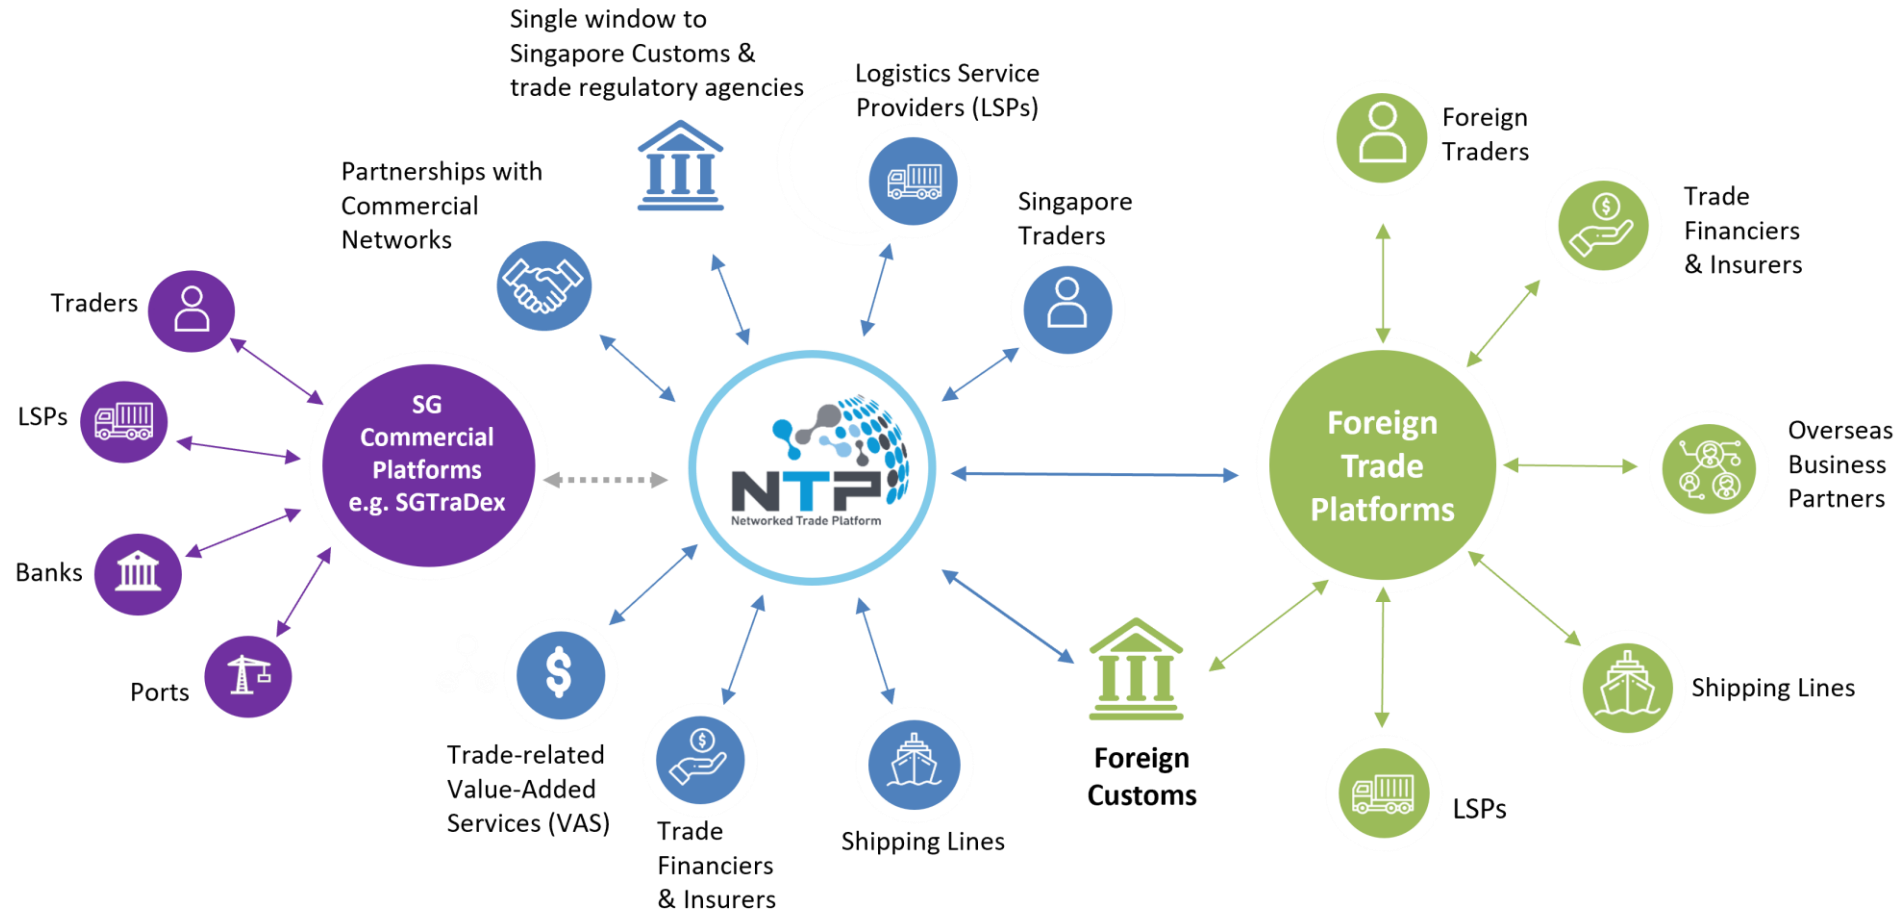 Single window to
Singapore Customs &
trade regulatory agencies
Logistics Service
Providers (LSPs)
Foreign
Traders
Partnerships with
Commercial
Networks
Singapore
Traders
Trade
Financiers
& Insurers
Traders
LSPs
Banks
Ports
SG
Commercial
Platforms
e.g. SGTraDex
NTP
Networked Trade Platform
Foreign
Trade
Platforms
Overseas
Business
Partners
Trade-related
Value-Added
Services (VAS)
Trade
Financiers
& Insurers
Shipping Lines
Foreign
Customs
LSPs
Shipping Lines